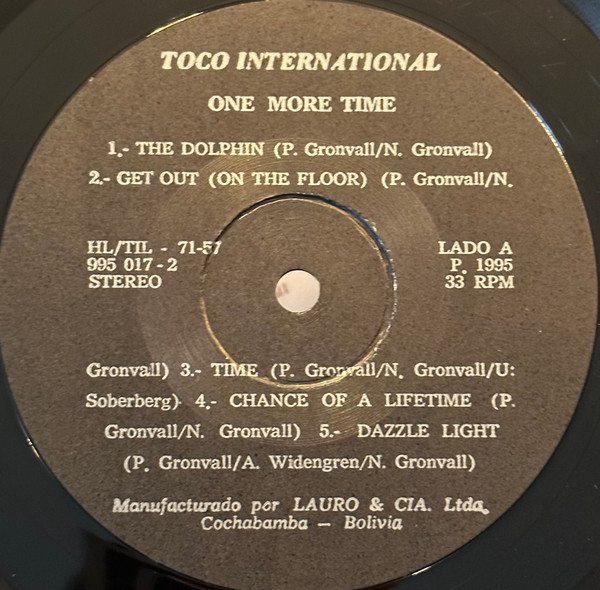 TOCO INTERNATIONAL
ONE MORE TIME
1.- THE DOLPHIN (P. Gronvall/N. Gronvall)
2.- GET OUT (ON THE FLOOR) (P. Gronvall/N.
HL/TIL - 71-57
995 017-2
STEREO
LADO A
P. 1995
33 RPM
Gronvall) 3.- TIME (P. Gronvall/N. Gronvall/U:
Soberberg) 4.- CHANCE OF A LIFETIME (P.
Gronvall/N. Gronvall) 5.- DAZZLE LIGHT
(P. Gronvall/A. Widengren/N. Gronvall)
Manufacturado por LAURO & CIA. Ltda.
Cochabamba - Bolivia